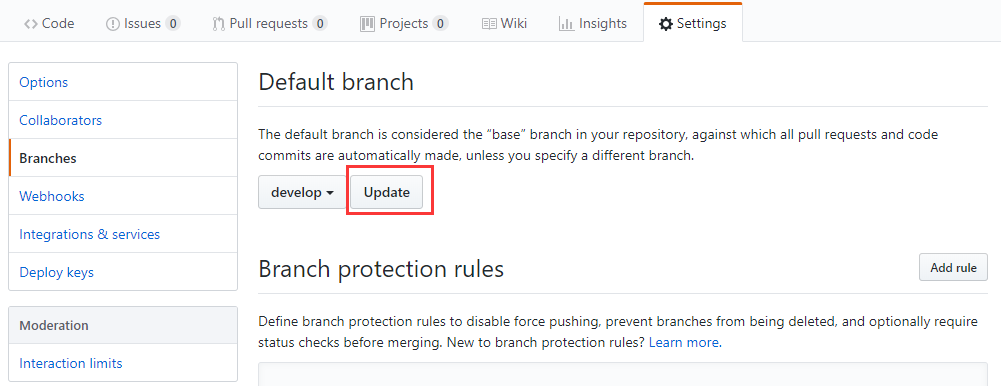 Code Issues 0 Pull requests 0 Projects 0 Wiki Insights Settings
Options
Collaborators
Branches
Webhooks
Integrations & services
Deploy keys
Moderation
Interaction limits
Default branch
The default branch is considered the “base” branch in your repository, against which all pull requests and code
commits are automatically made, unless you specify a different branch.
develop Update
Branch protection rules Add rule
Define branch protection rules to disable force pushing, prevent branches from being deleted, and optionally require
status checks before merging. New to branch protection rules? Learn more.